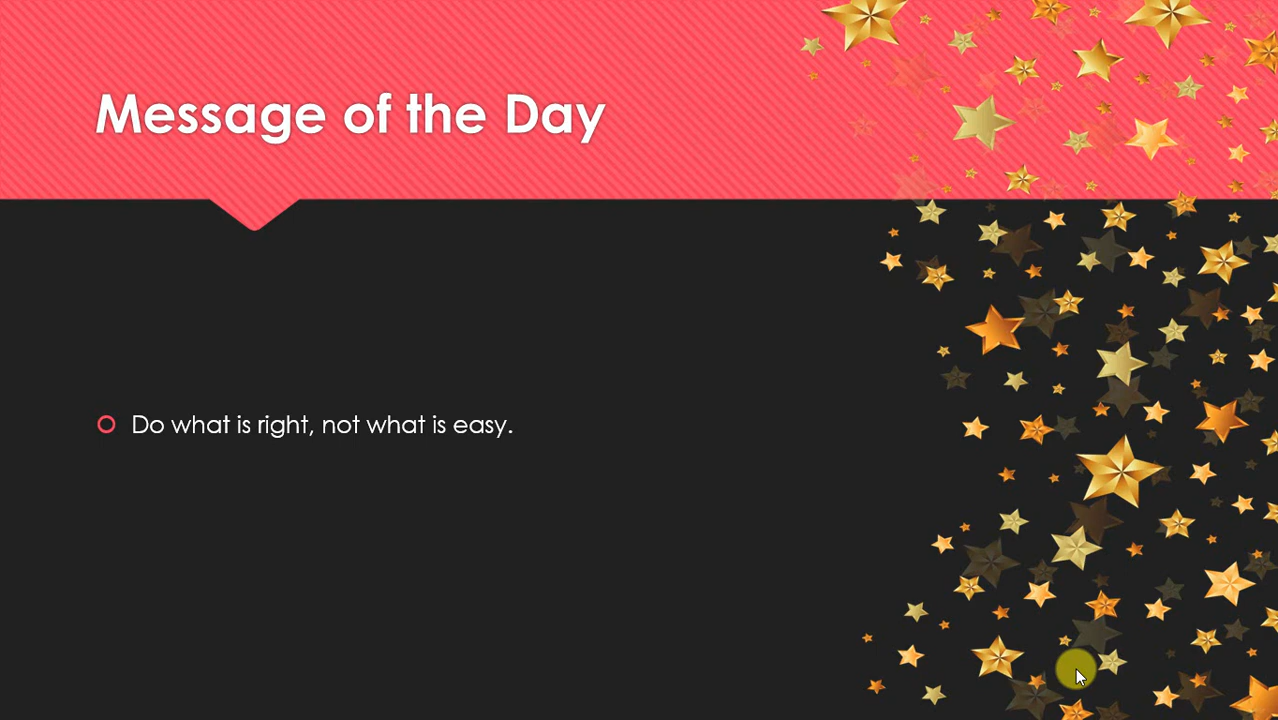 Message of the Day
Do what is right, not what is easy.